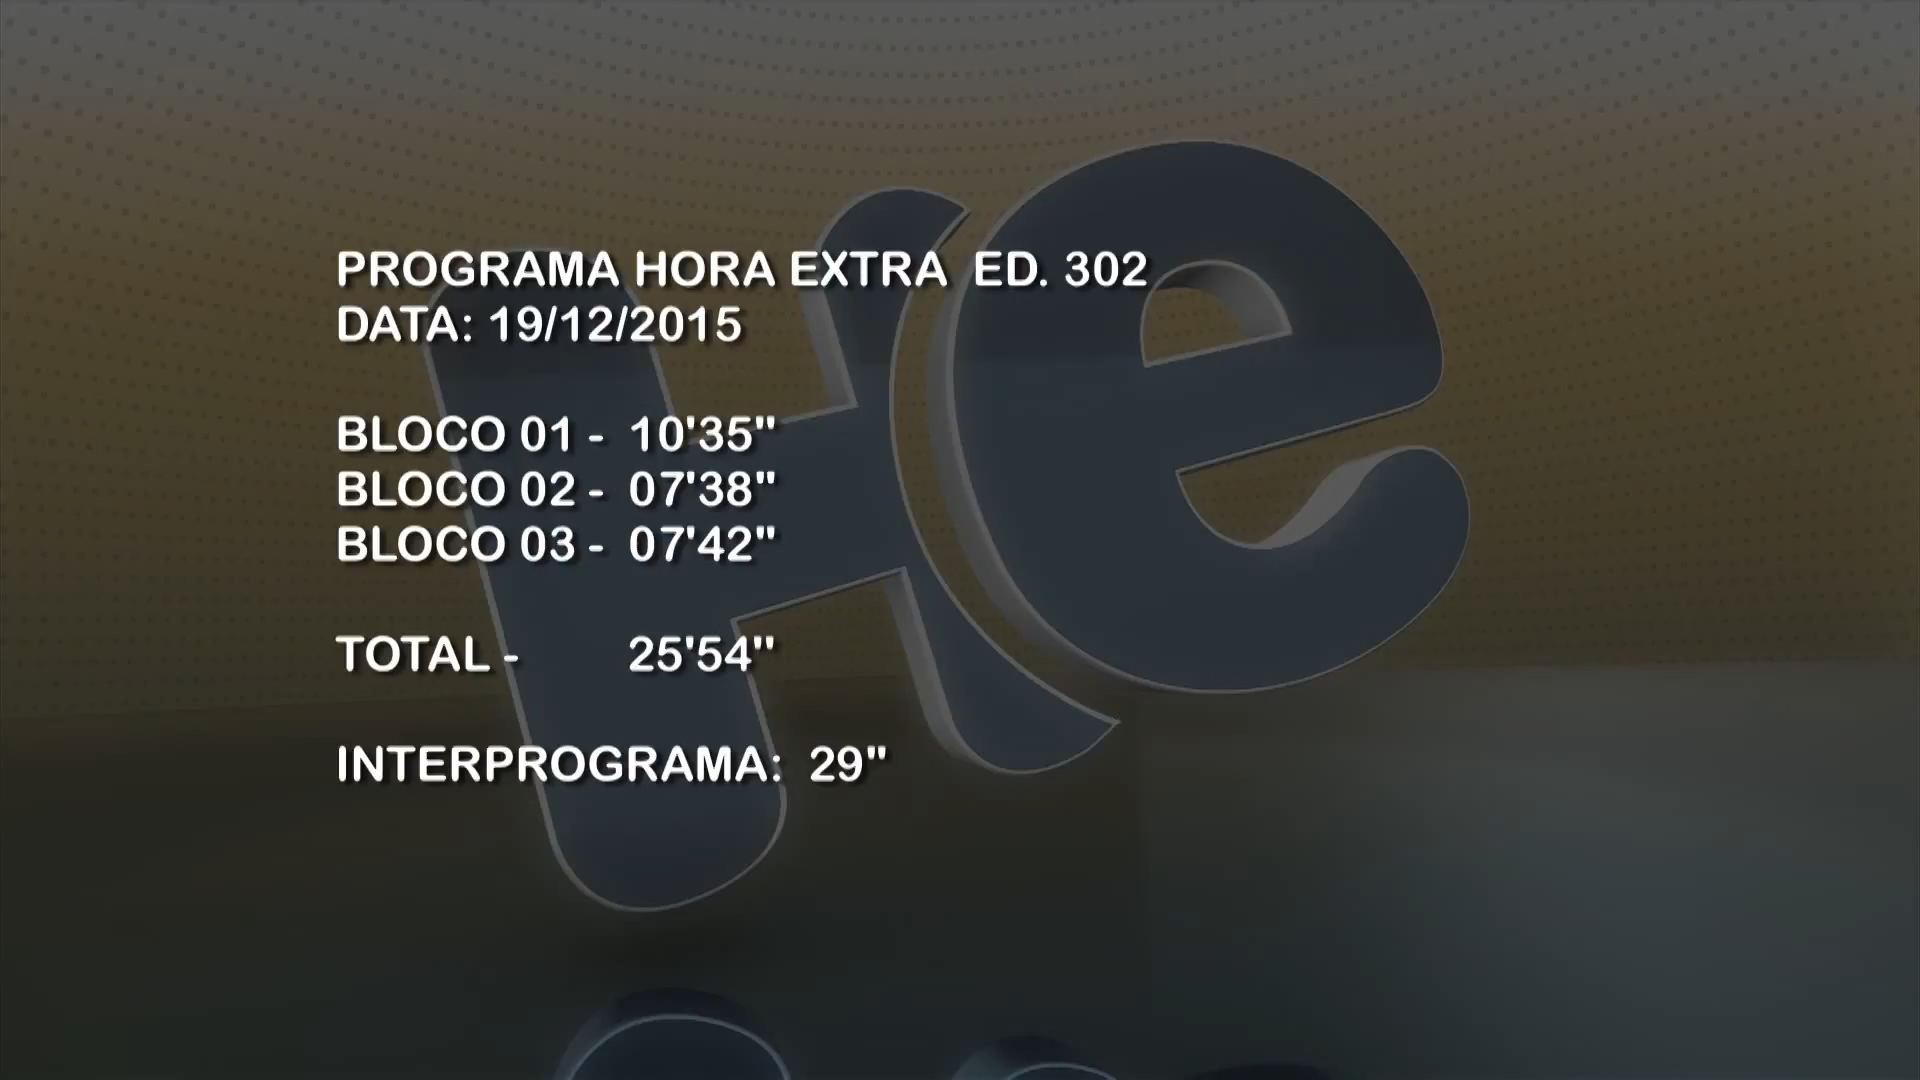 PROGRAMA HORA EXTRA  ED. 302
DATA: 19/12/2015
BLOCO 01 -  10'35"
BLOCO 02 -  07'38"
BLOCO 03 -  07'42"
TOTAL -  25'54"
INTERPROGRAMA:  29"
He